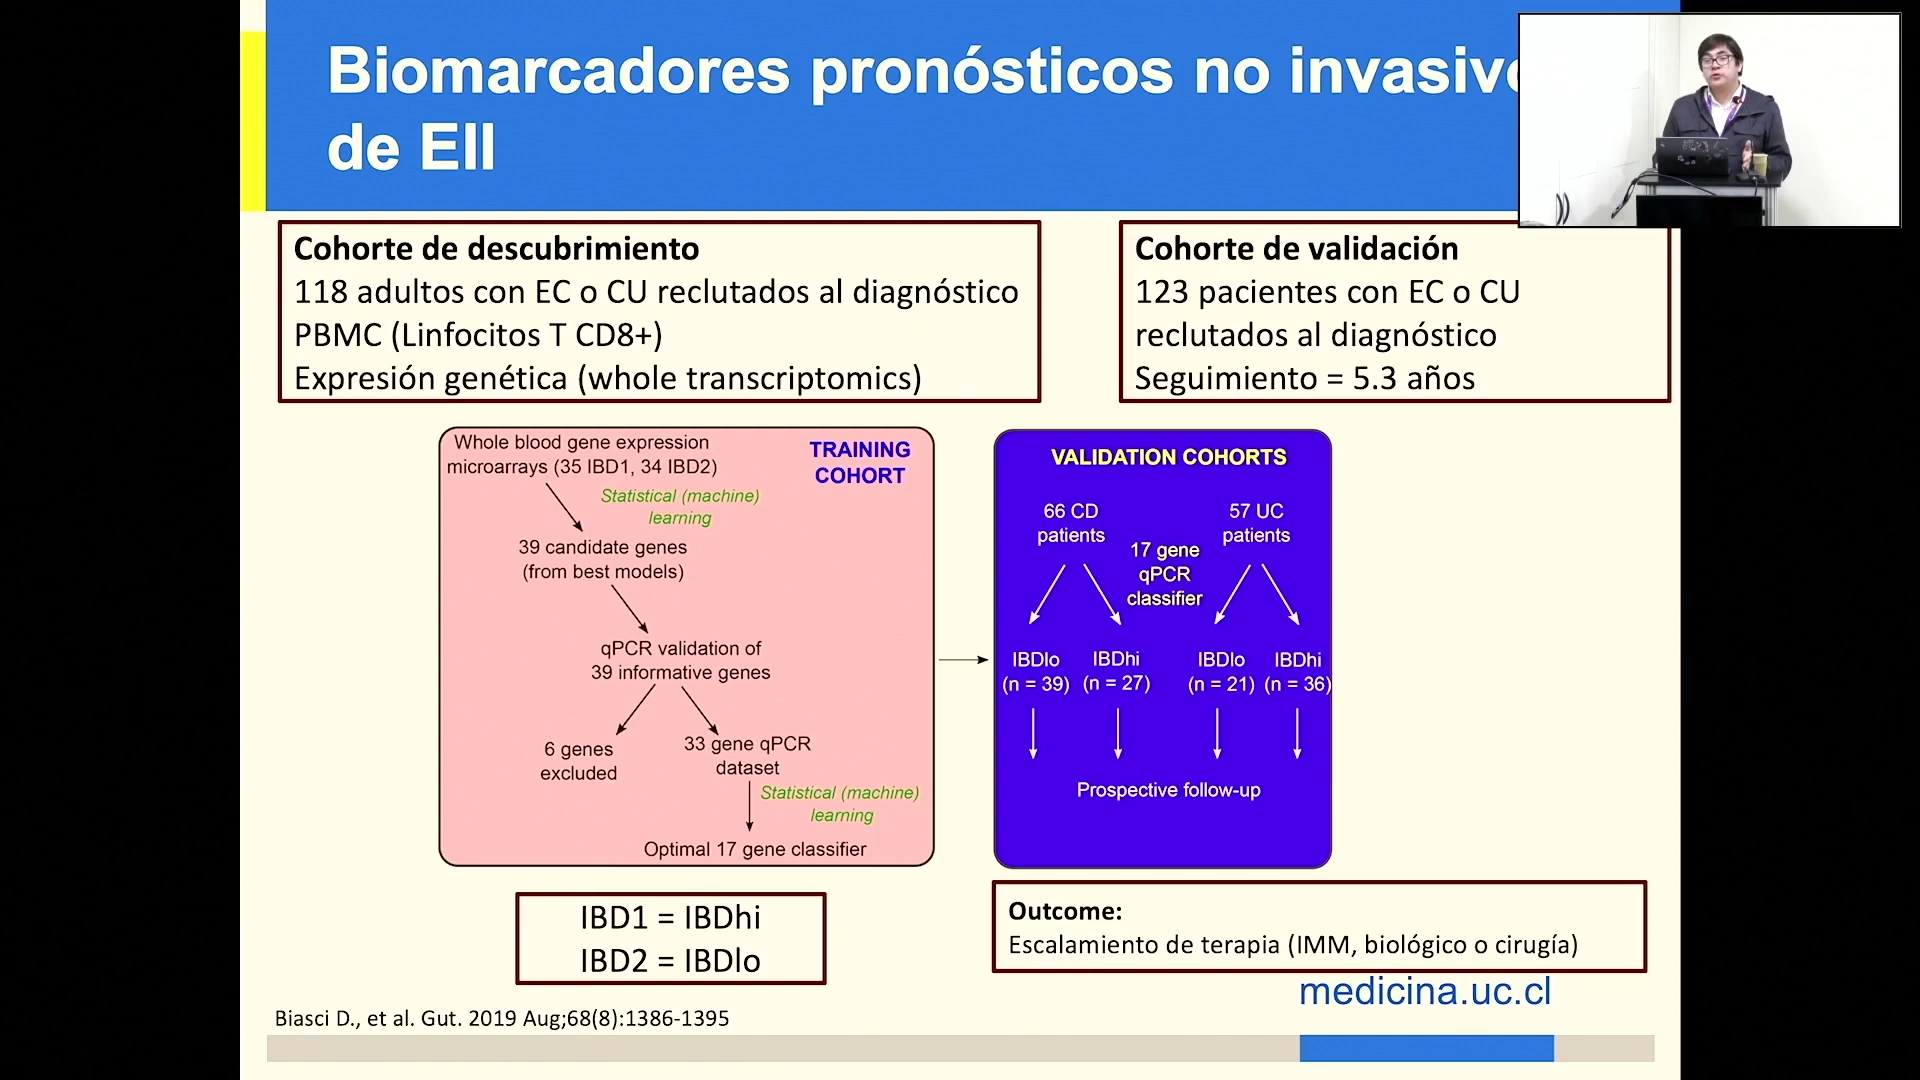 Biomarcadores pronósticos no
de EII
Cohorte de descubrimiento
118 adultos con EC o CU reclutados al diagnóstico
PBMC (Linfocitos T CD8+)
Expresión genética (whole transcriptomics)
Cohorte de validación
123 pacientes con EC o CU
reclutados al diagnóstico
Seguimiento = 5.3 años
Whole blood gene expression
microarrays (35 IBD1, 34 IBD2)
TRAINING
COHORT
Statistical (machine)
learning
39 candidate genes
(from best models)
qPCR validation of
39 informative genes
6 genes
excluded
33 gene qPCR
dataset
Statistical (machine)
learning
Optimal 17 gene classifier
VALIDATION COHORTS
66 CD
patients
57 UC
patients
17 gene
qPCR
classifier
IBDlo
(n = 39)
IBDhi
(n = 27)
IBDlo
(n = 21)
IBDhi
(n = 36)
Prospective follow-up
IBD1 = IBDhi
IBD2 = IBDlo
Outcome:
Escalamiento de terapia (IMM, biológico o cirugía)
medicina.uc.cl
Biasci D., et al. Gut. 2019 Aug;68(8):1386-1395